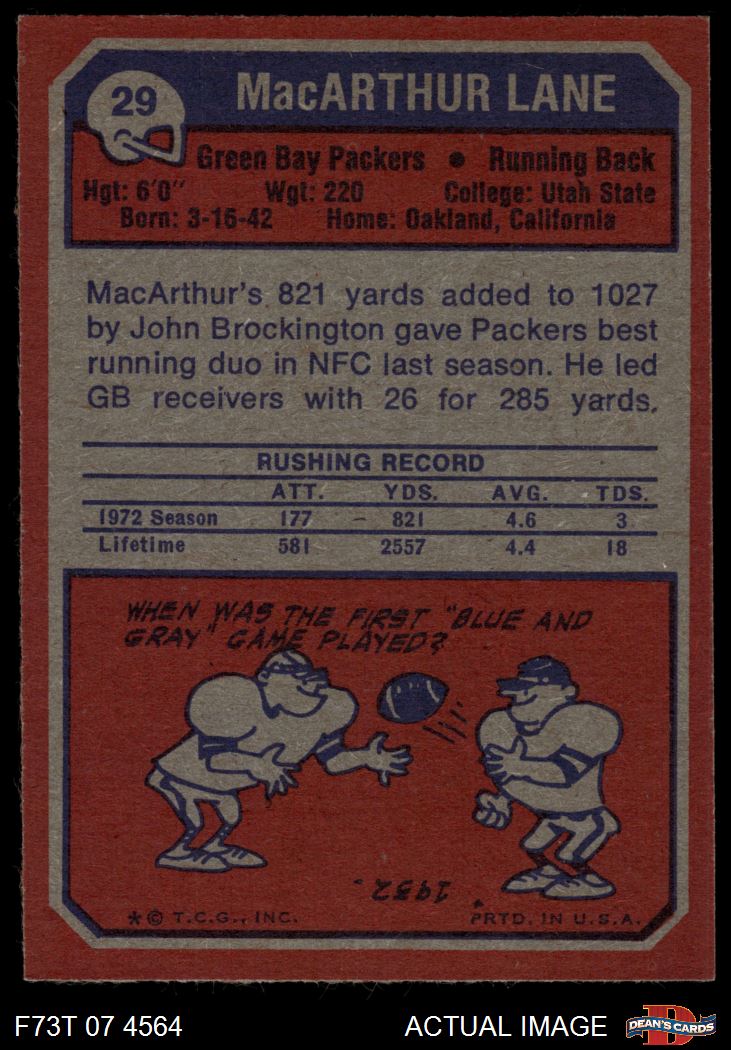 29
MacARTHUR LANE
Green Bay Packers • Running Back
Hgt: 6'0" Wgt: 220 College: Utah State
Born: 3-16-42 Home: Oakland, California
MacArthur's 821 yards added to 1027
by John Brockington gave Packers best
running duo in NFC last season. He led
GB receivers with 26 for 285 yards.
RUSHING RECORD
ATT. YDS. AVG. TDS.
1972 Season 177 821 4.6 3
Lifetime 581 2557 4.4 18
WHEN WAS THE FIRST "BLUE AND
GRAY" GAME PLAYED?
1932.
* © T.C.G., INC. PRTD. IN U.S.A.
F73T 07 4564 ACTUAL IMAGE DEAN'S CARDS